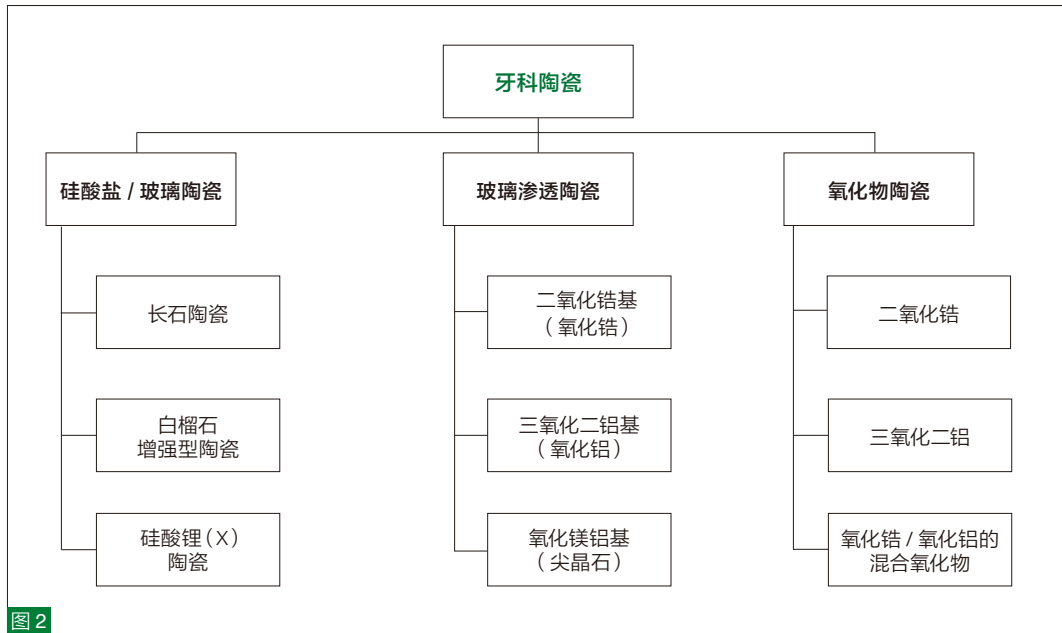 牙科陶瓷
硅酸盐 / 玻璃陶瓷
长石陶瓷
白榴石
增强型陶瓷
硅酸锂（X）
陶瓷
玻璃渗透陶瓷
二氧化锆基
（氧化锆）
三氧化二铝基
（氧化铝）
氧化镁铝基
（尖晶石）
氧化物陶瓷
二氧化锆
三氧化二铝
氧化锆 / 氧化铝的
混合氧化物
图 2